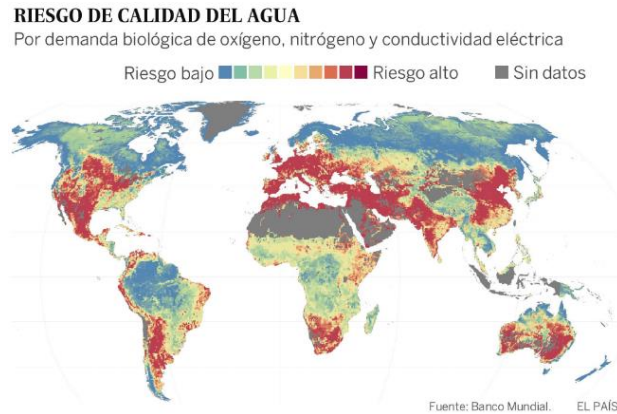 RIESGO DE CALIDAD DEL AGUA
Por demanda biológica de oxígeno, nitrógeno y conductividad eléctrica
Riesgo bajo Riesgo alto Sin datos
Fuente: Banco Mundial. EL PAÍS